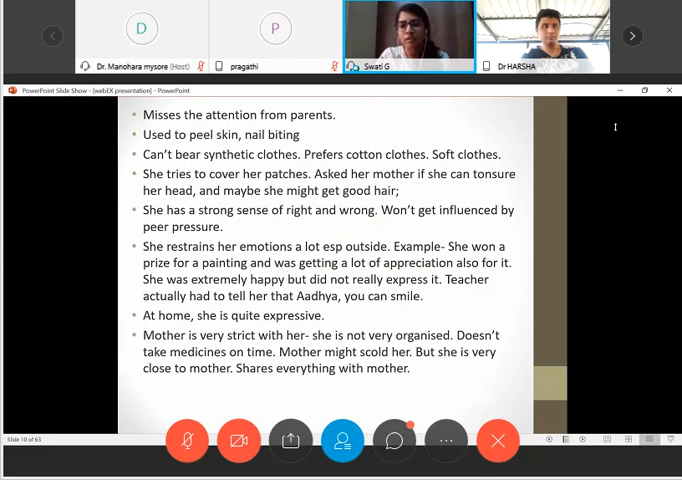 D
P
Dr. Manohara mysore (Host)
pragathi
Swati G
Dr HARSHA
PowerPoint Slide Show - [webEX presentation] - PowerPoint
• Misses the attention from parents.
• Used to peel skin, nail biting
• Can't bear synthetic clothes. Prefers cotton clothes. Soft clothes.
• She tries to cover her patches. Asked her mother if she can tonsure
her head, and maybe she might get good hair;
• She has a strong sense of right and wrong. Won't get influenced by
peer pressure.
• She restrains her emotions a lot esp outside. Example- She won a
prize for a painting and was getting a lot of appreciation also for it.
She was extremely happy but did not really express it. Teacher
actually had to tell her that Aadhya, you can smile.
• At home, she is quite expressive.
• Mother is very strict with her- she is not very organised. Doesn't
take medicines on time. Mother might scold her. But she is very
close to mother. Shares everything with mother.
Slide 10 of 63